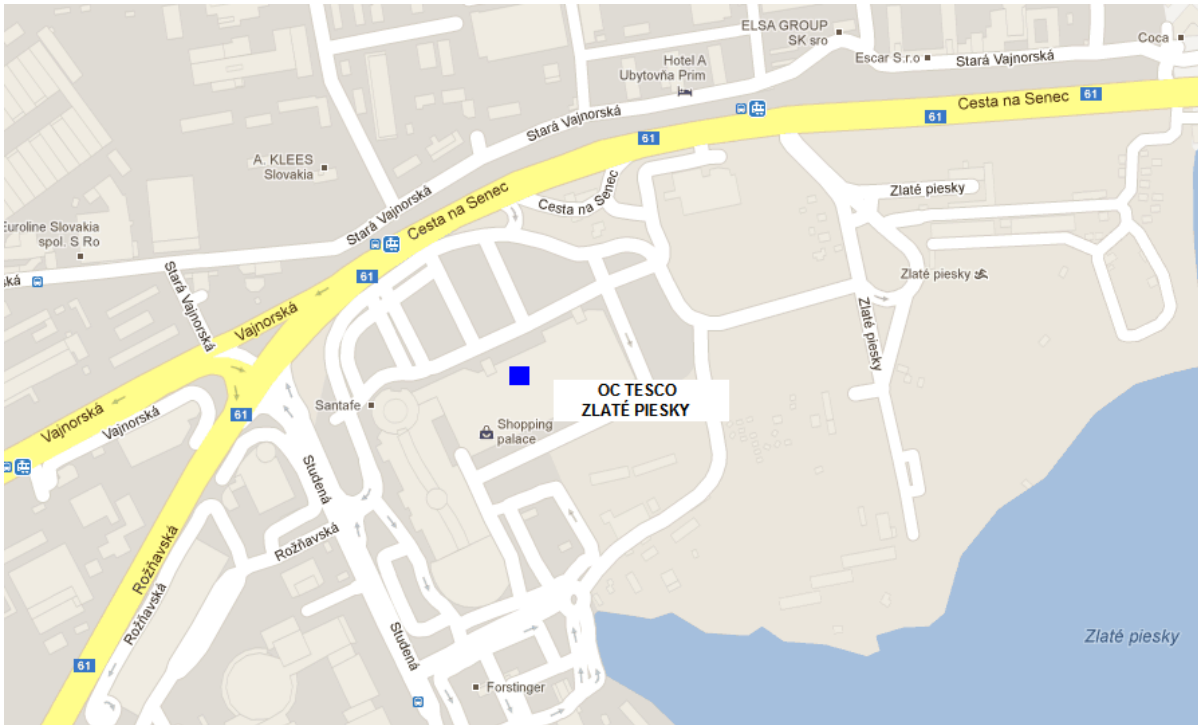 ELSA GROUP
SK sro
Coca
Escar S.r.o
Stará Vajnorská
Hotel A
Ubytovňa Prim
Cesta na Senec
61
61
Stará Vajnorská
61
A. KLEES
Slovakia
Cesta na Senec
Zlaté piesky
Stará Vajnorská
Cesta na Senec
Euroline Slovakia
spol. S Ro
ská
Stará Vajnorská
61
Zlaté piesky
Vajnorská
Zlaté piesky
OC TESCO
ZLATÉ PIESKY
Santafe
Vajnorská
Vajnorská
61
Shopping
palace
Studená
Rožňavská
Rožňavská
Rožňavská
Studená
Zlaté piesky
61
Forstinger